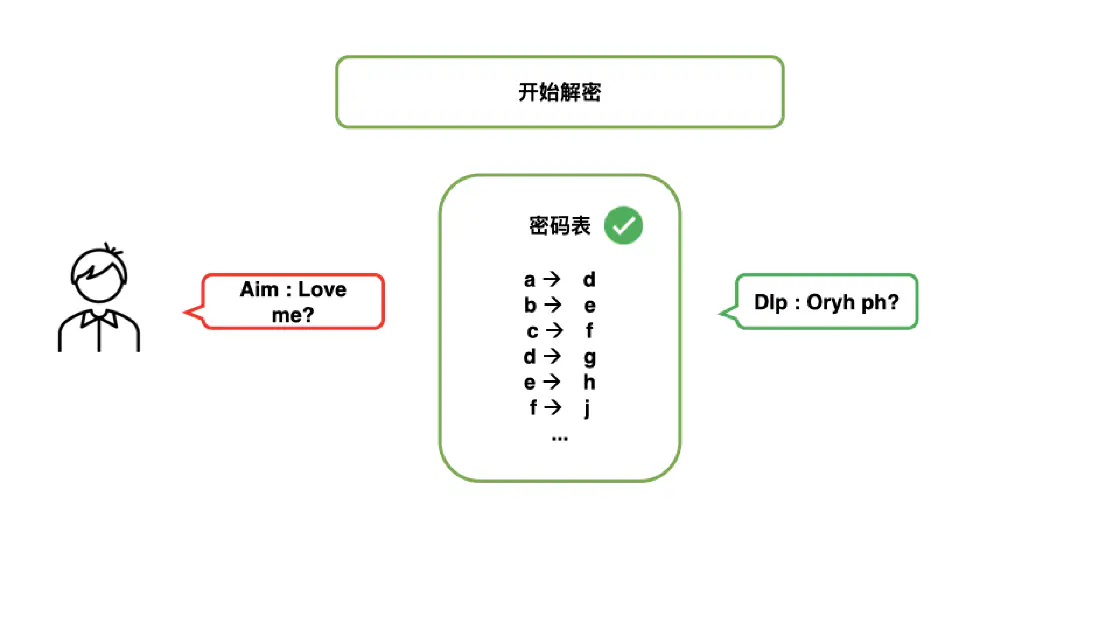 开始解密
密码表
Aim : Love
me?
a → d
b → e
c → f
d → g
e → h
f → j
...
Dlp : Oryh ph?